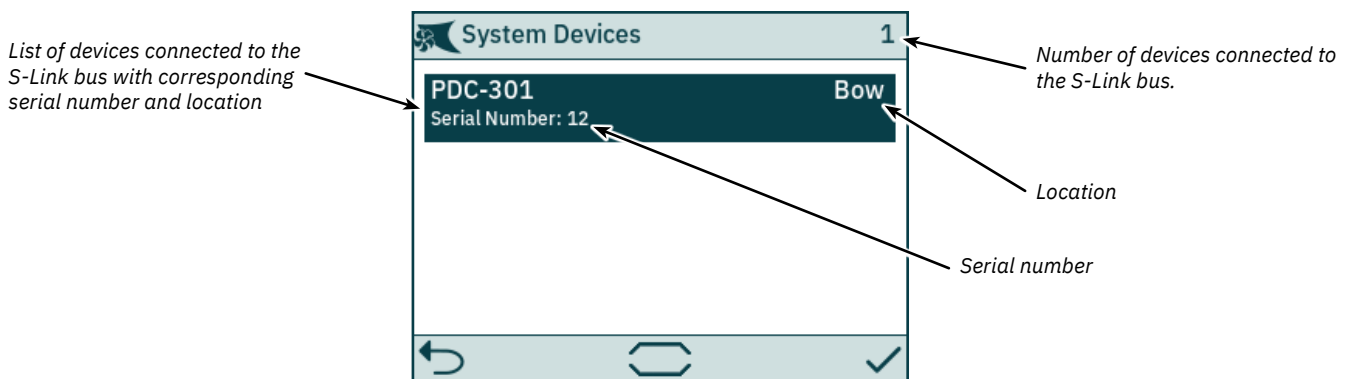 List of devices connected to the
S-Link bus with corresponding
serial number and location
System Devices 1
PDC-301 Bow
Serial Number: 12
Number of devices connected to
the S-Link bus.
Location
Serial number